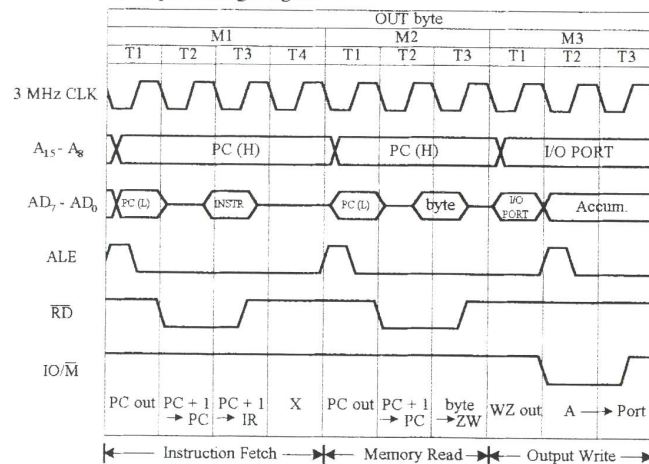 OUT byte
M1 M2 M3
T1 T2 T3 T4 T1 T2 T3 T1 T2 T3
3 MHz CLK
A15 - A8 PC (H) PC (H) I/O PORT
AD7 - AD0 PC (L) INSTR PC (L) byte I/O PORT Accum.
ALE
RD
IO/M
PC out PC + 1 → PC PC + 1 → IR X PC out PC + 1 → PC byte → ZW WZ out A → Port
Instruction Fetch Memory Read Output Write